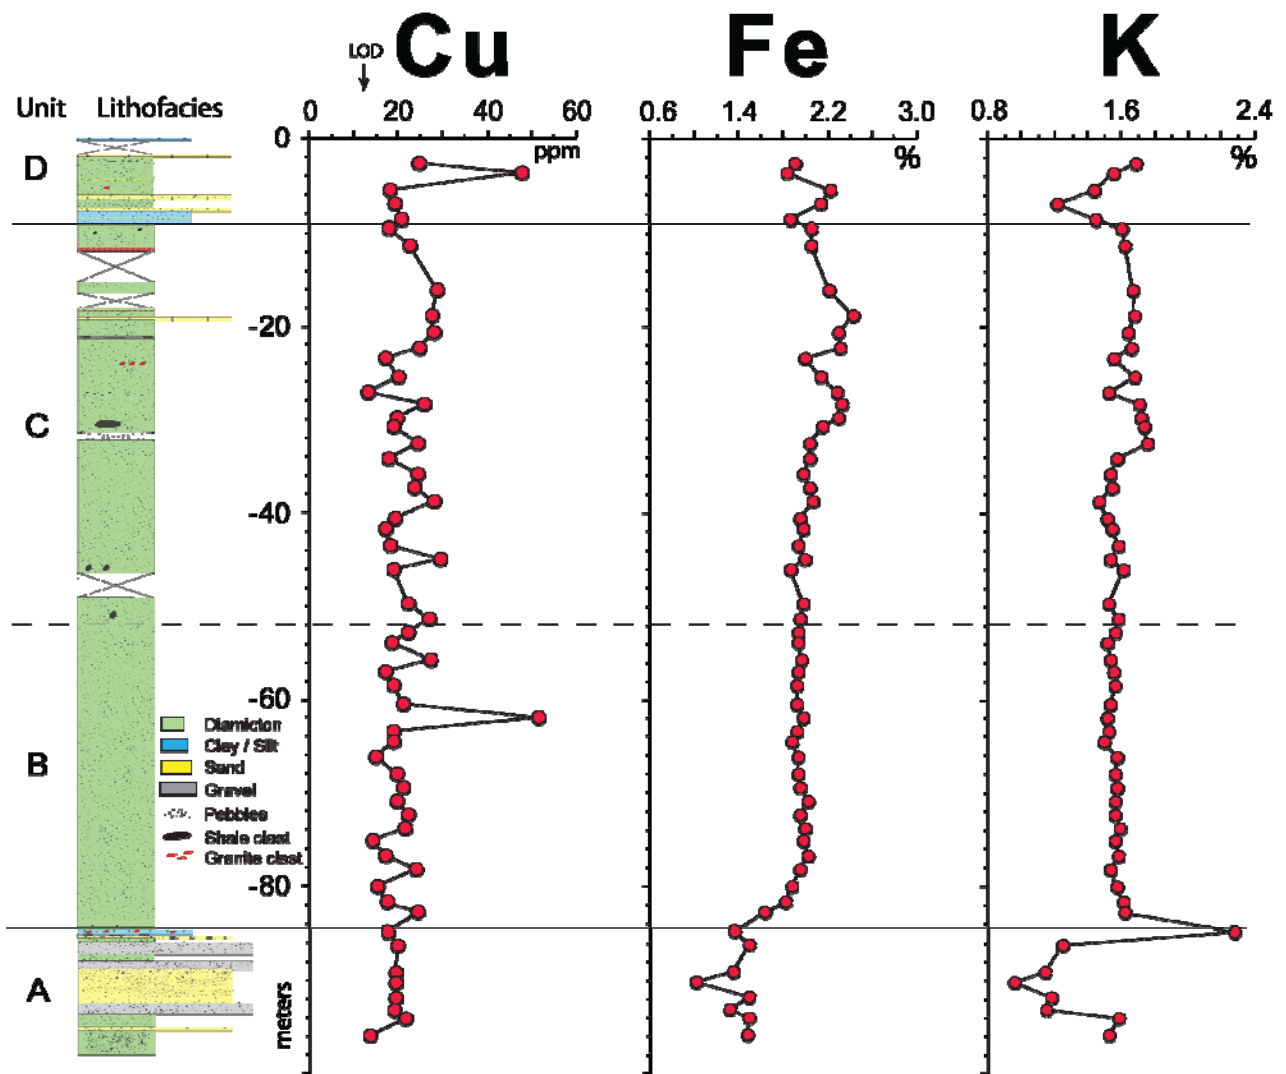 Cu Fe K
LOD
Unit Lithofacies 0 20 40 60 0.6 1.4 2.2 3.0 0.8 1.6 2.4
0 ppm % %
D
-20
C
-40
-60
Diamicton
Clay / Silt
B
Sand
Gravel
Pebbles
Shale clast
Granite clast
-80
A
meters